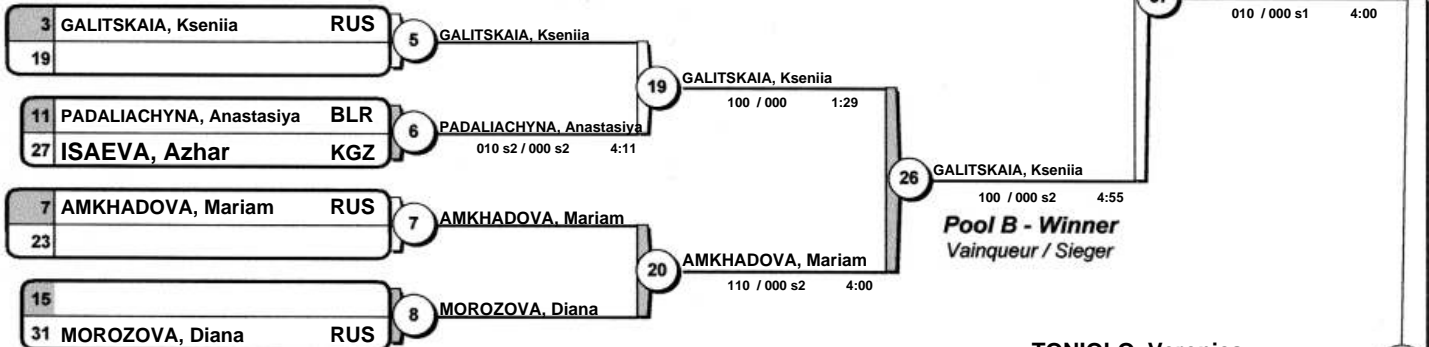 37
010 / 000 s1 4:00
3 GALITSKAIA, Kseniia RUS
19
5
GALITSKAIA, Kseniia
11 PADALIACHYNA, Anastasiya BLR
27 ISAEVA, Azhar KGZ
6
PADALIACHYNA, Anastasiya
010 s2 / 000 s2 4:11
19
GALITSKAIA, Kseniia
100 / 000 1:29
7 AMKHADOVA, Mariam RUS
23
7
AMKHADOVA, Mariam
15
31 MOROZOVA, Diana RUS
8
MOROZOVA, Diana
20
AMKHADOVA, Mariam
110 / 000 s2 4:00
26
GALITSKAIA, Kseniia
100 / 000 s2 4:55
Pool B - Winner
Vainqueur / Sieger